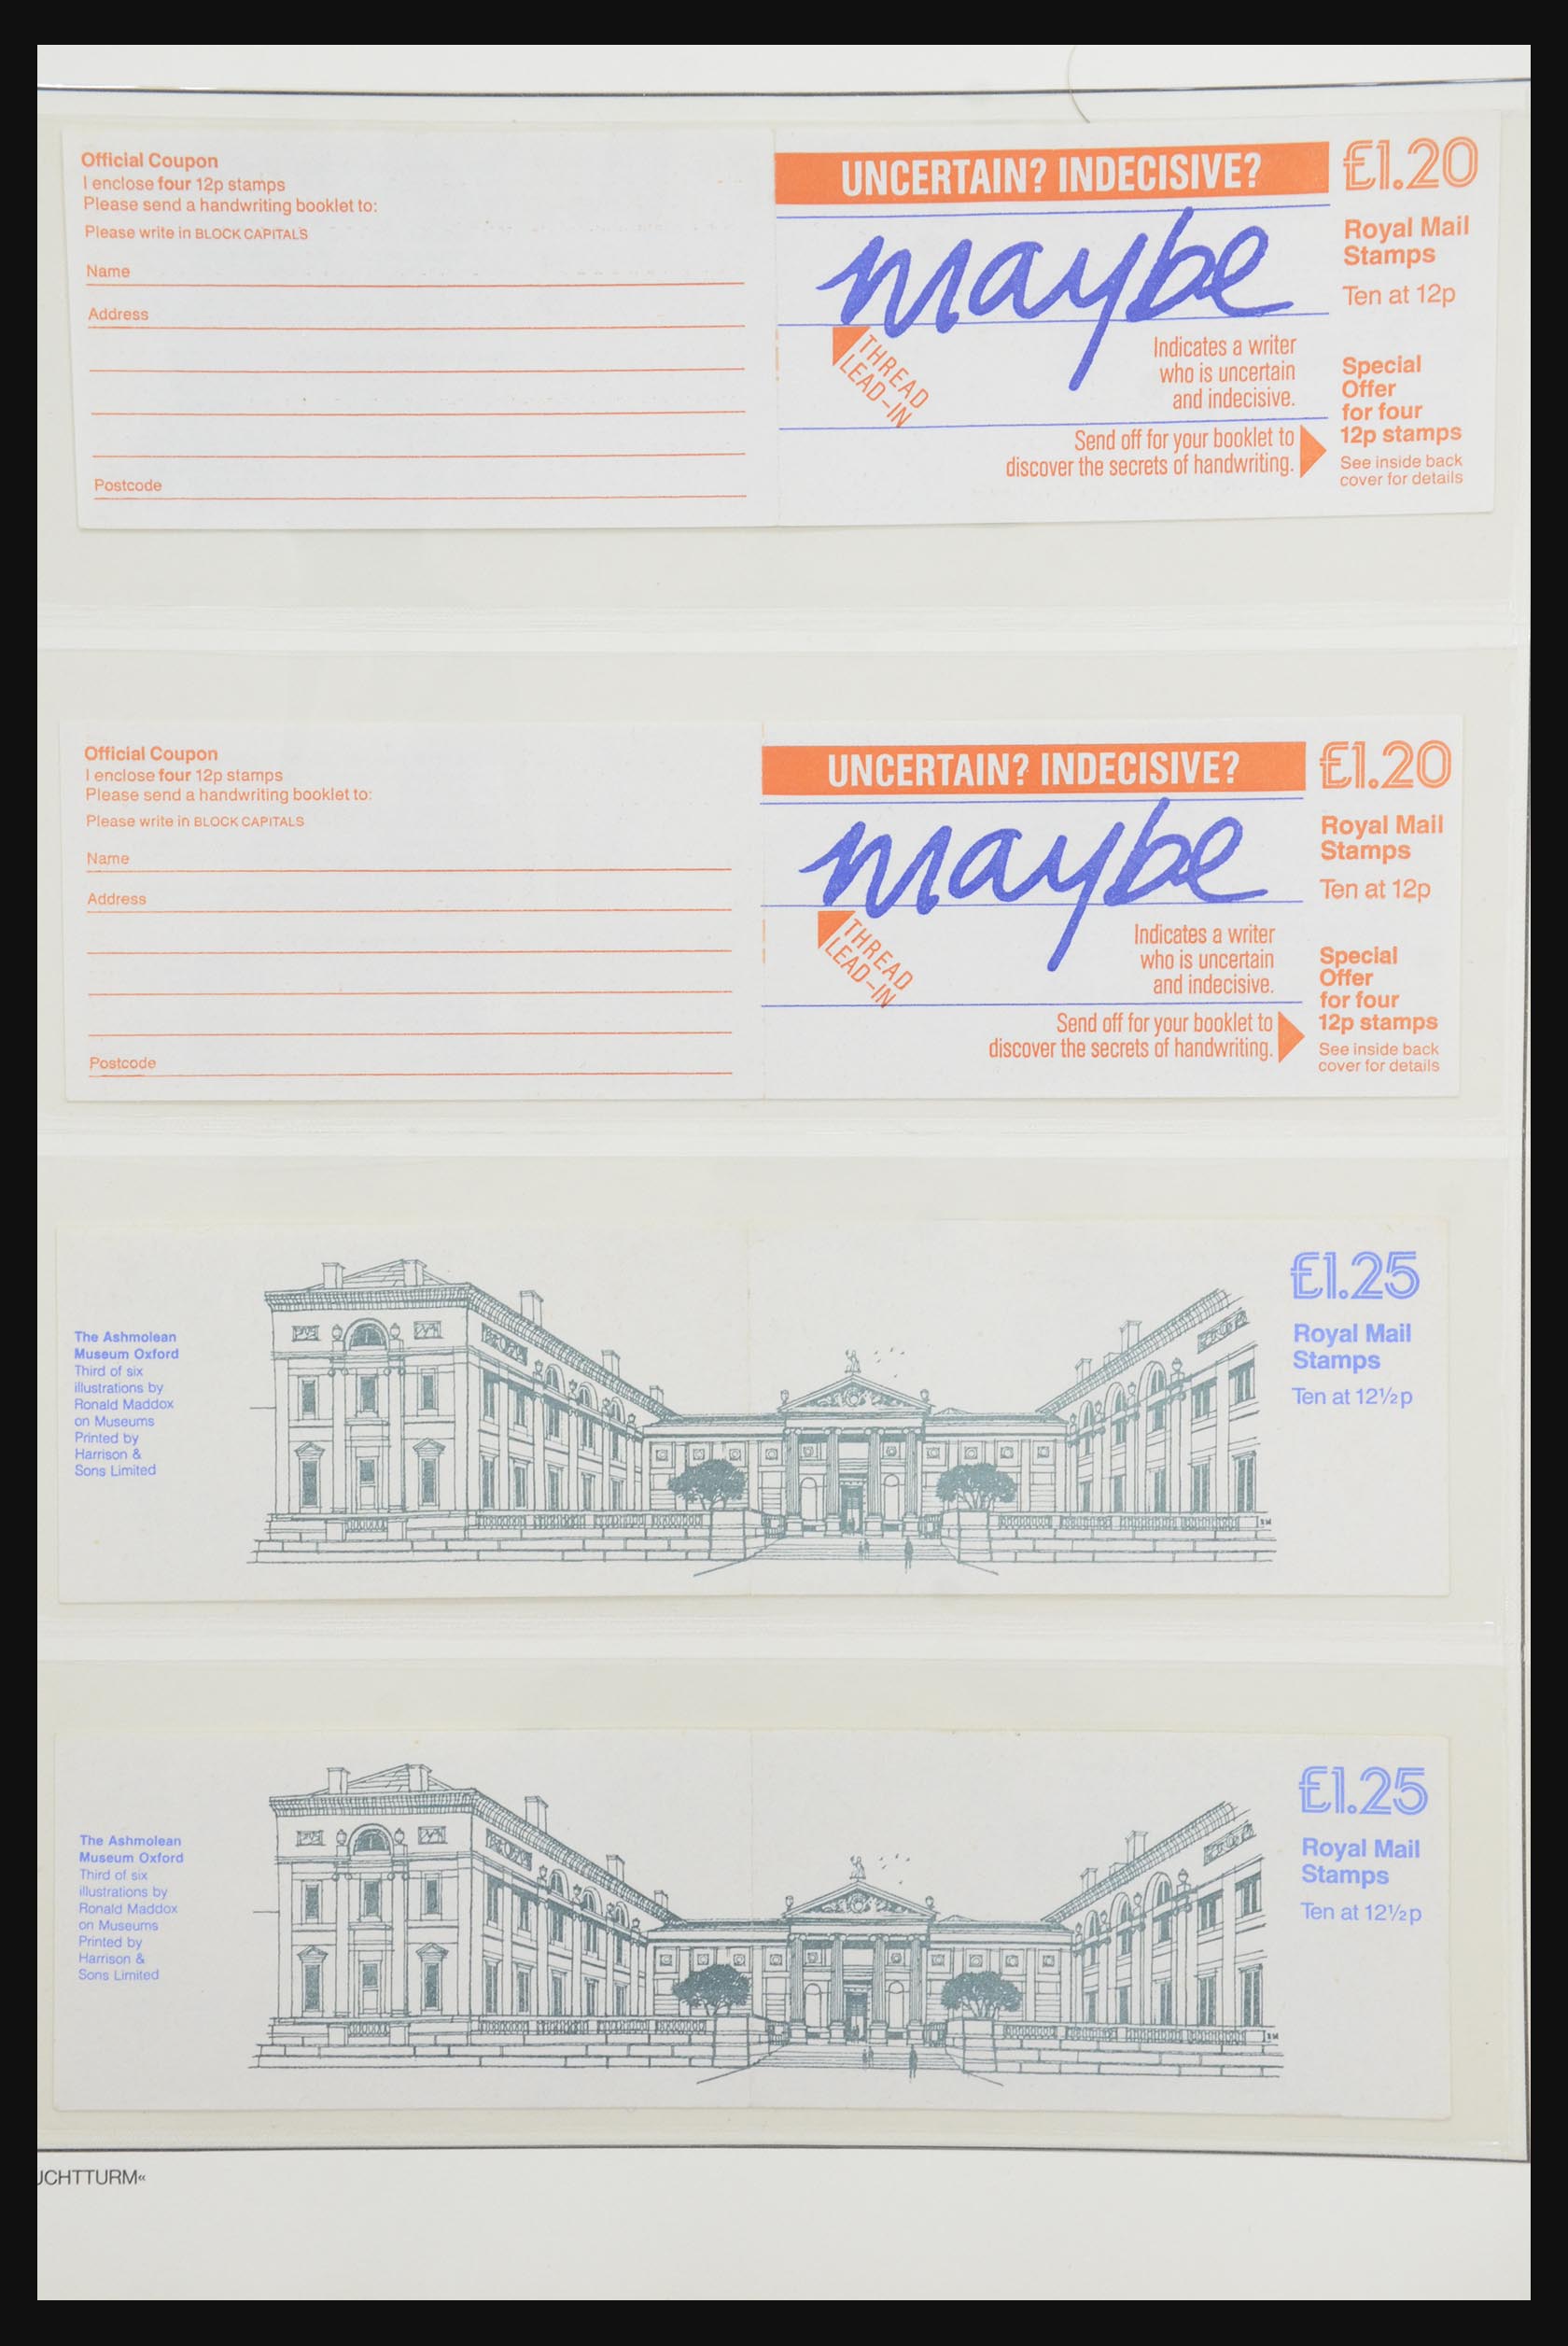 Official Coupon
I enclose four 12p stamps
Please send a handwriting booklet to:
Please write in BLOCK CAPITALS
Name
Address
Postcode
UNCERTAIN? INDECISIVE?
maybe
THREAD
LEAD-IN
Indicates a writer
who is uncertain
and indecisive.
Send off for your booklet to
discover the secrets of handwriting.
£1.20
Royal Mail
Stamps
Ten at 12p
Special
Offer
for four
12p stamps
See inside back
cover for details
Official Coupon
I enclose four 12p stamps
Please send a handwriting booklet to:
Please write in BLOCK CAPITALS
Name
Address
Postcode
UNCERTAIN? INDECISIVE?
maybe
THREAD
LEAD-IN
Indicates a writer
who is uncertain
and indecisive.
Send off for your booklet to
discover the secrets of handwriting.
£1.20
Royal Mail
Stamps
Ten at 12p
Special
Offer
for four
12p stamps
See inside back
cover for details
The Ashmolean
Museum Oxford
Third of six
illustrations by
Ronald Maddox
on Museums
Printed by
Harrison &
Sons Limited
£1.25
Royal Mail
Stamps
Ten at 12½p
The Ashmolean
Museum Oxford
Third of six
illustrations by
Ronald Maddox
on Museums
Printed by
Harrison &
Sons Limited
£1.25
Royal Mail
Stamps
Ten at 12½p
UCHTTURM«